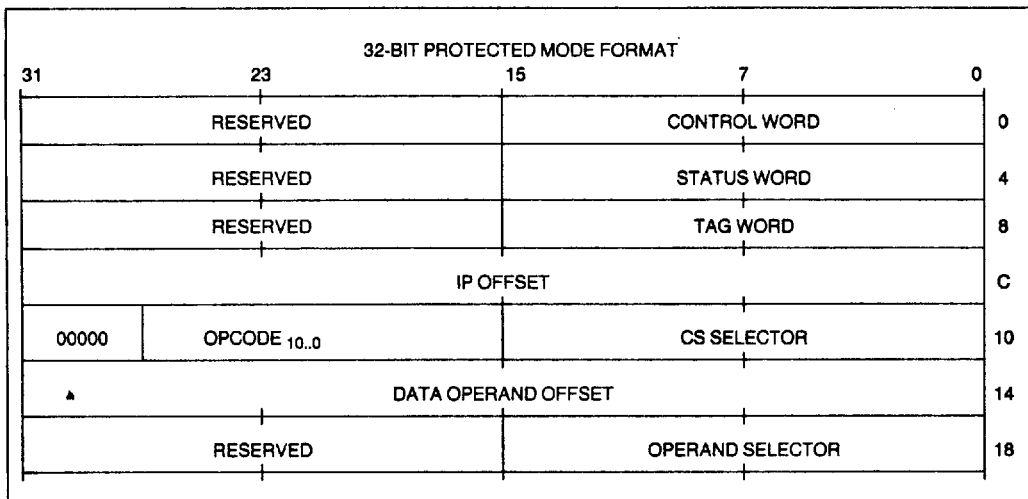 32-BIT PROTECTED MODE FORMAT
31 23 15 7 0
RESERVED CONTROL WORD 0
RESERVED STATUS WORD 4
RESERVED TAG WORD 8
IP OFFSET C
00000 OPCODE 10..0 CS SELECTOR 10
DATA OPERAND OFFSET 14
RESERVED OPERAND SELECTOR 18